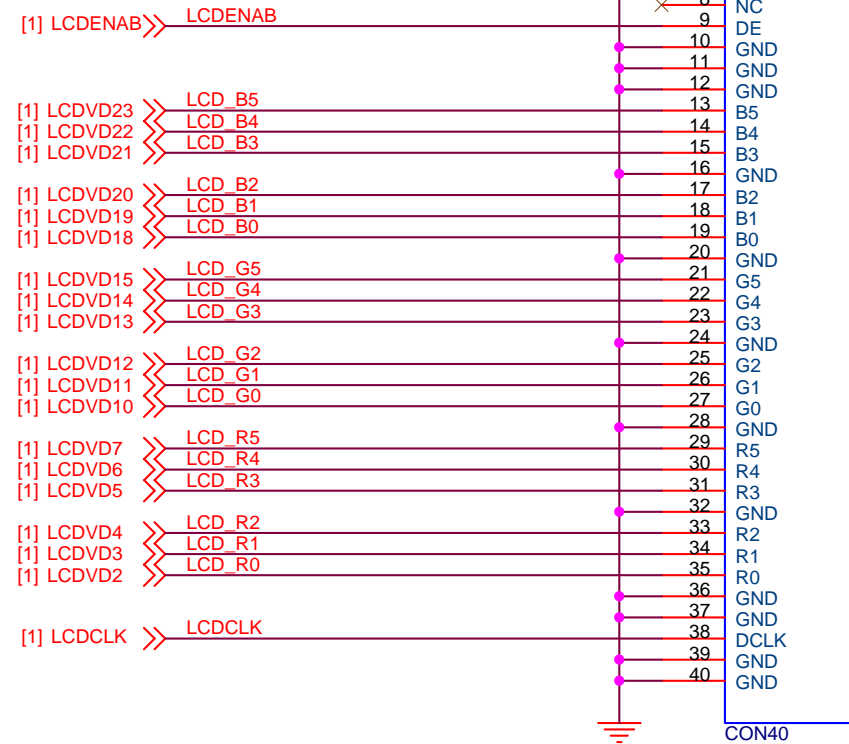 8 NC
[1] LCDENAB LCDENAB 9 DE
10 GND
11 GND
12 GND
[1] LCDVD23 LCD_B5 13 B5
[1] LCDVD22 LCD_B4 14 B4
[1] LCDVD21 LCD_B3 15 B3
16 GND
[1] LCDVD20 LCD_B2 17 B2
[1] LCDVD19 LCD_B1 18 B1
[1] LCDVD18 LCD_B0 19 B0
20 GND
[1] LCDVD15 LCD_G5 21 G5
[1] LCDVD14 LCD_G4 22 G4
[1] LCDVD13 LCD_G3 23 G3
24 GND
[1] LCDVD12 LCD_G2 25 G2
[1] LCDVD11 LCD_G1 26 G1
[1] LCDVD10 LCD_G0 27 G0
28 GND
[1] LCDVD7 LCD_R5 29 R5
[1] LCDVD6 LCD_R4 30 R4
[1] LCDVD5 LCD_R3 31 R3
32 GND
[1] LCDVD4 LCD_R2 33 R2
[1] LCDVD3 LCD_R1 34 R1
[1] LCDVD2 LCD_R0 35 R0
36 GND
37 GND
[1] LCDCLK LCDCLK 38 DCLK
39 GND
40 GND
CON40